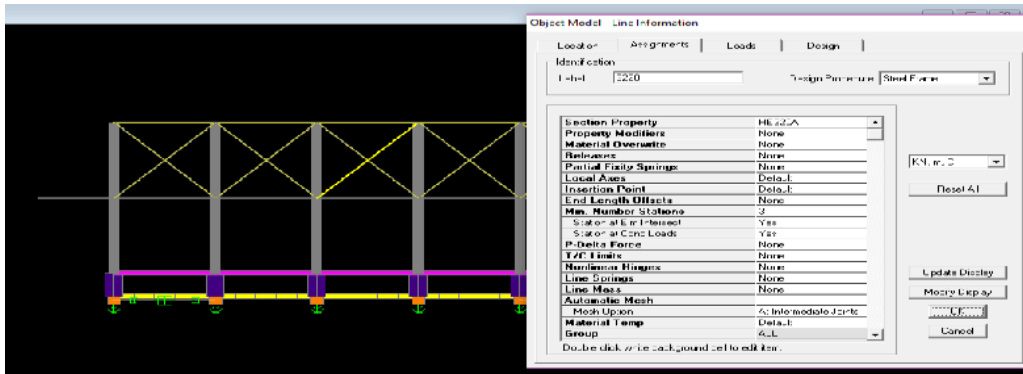 Object Model - Line Information
Location Assignments Loads Design
Identification
Label Design Procedure Steel Frame
Section Property
Property Modifiers None
Material Overwrite None
Releases None
Partial Fixity Springs None
Local Axes Default
Insertion Point Default
End Length Offsets None
Min. Number Stations 3
Station at Elm Intersect Yes
Station at Conc Loads Yes
P-Delta Force None
T/C Limits None
Nonlinear Hinges None
Line Springs None
Line Mass None
Automatic Mesh
Mesh Option At Intermediate Joints
Material Temp Default
Group ALL
Double click white background cell to edit item.
KN, m, C
Reset All
Update Display
Modify Display
OK
Cancel